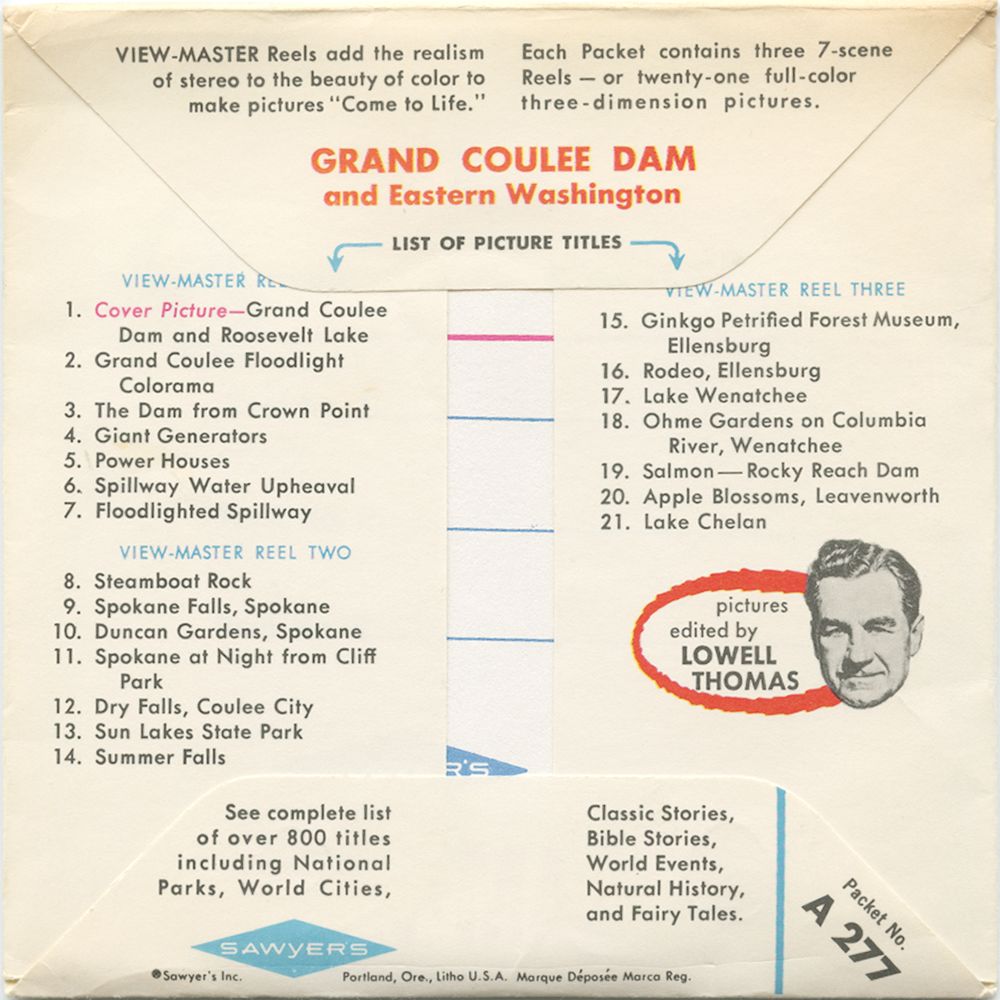 VIEW-MASTER Reels add the realism
of stereo to the beauty of color to
make pictures "Come to Life."
Each Packet contains three 7-scene
Reels — or twenty-one full-color
three-dimension pictures.
GRAND COULEE DAM
and Eastern Washington
LIST OF PICTURE TITLES
VIEW-MASTER
1. Cover Picture—Grand Coulee
Dam and Roosevelt Lake
2. Grand Coulee Floodlight
Colorama
3. The Dam from Crown Point
4. Giant Generators
5. Power Houses
6. Spillway Water Upheaval
7. Floodlighted Spillway
VIEW-MASTER REEL TWO
8. Steamboat Rock
9. Spokane Falls, Spokane
10. Duncan Gardens, Spokane
11. Spokane at Night from Cliff
Park
12. Dry Falls, Coulee City
13. Sun Lakes State Park
14. Summer Falls
VIEW-MASTER REEL THREE
15. Ginkgo Petrified Forest Museum,
Ellensburg
16. Rodeo, Ellensburg
17. Lake Wenatchee
18. Ohme Gardens on Columbia
River, Wenatchee
19. Salmon—Rocky Reach Dam
20. Apple Blossoms, Leavenworth
21. Lake Chelan
pictures
edited by
LOWELL
THOMAS
R'S
See complete list
of over 800 titles
including National
Parks, World Cities,
Classic Stories,
Bible Stories,
World Events,
Natural History,
and Fairy Tales.
SAWYER'S
®Sawyer's Inc.
Portland, Ore., Litho U.S.A. Marque Déposée Marca Reg.
Packet No.
A 277